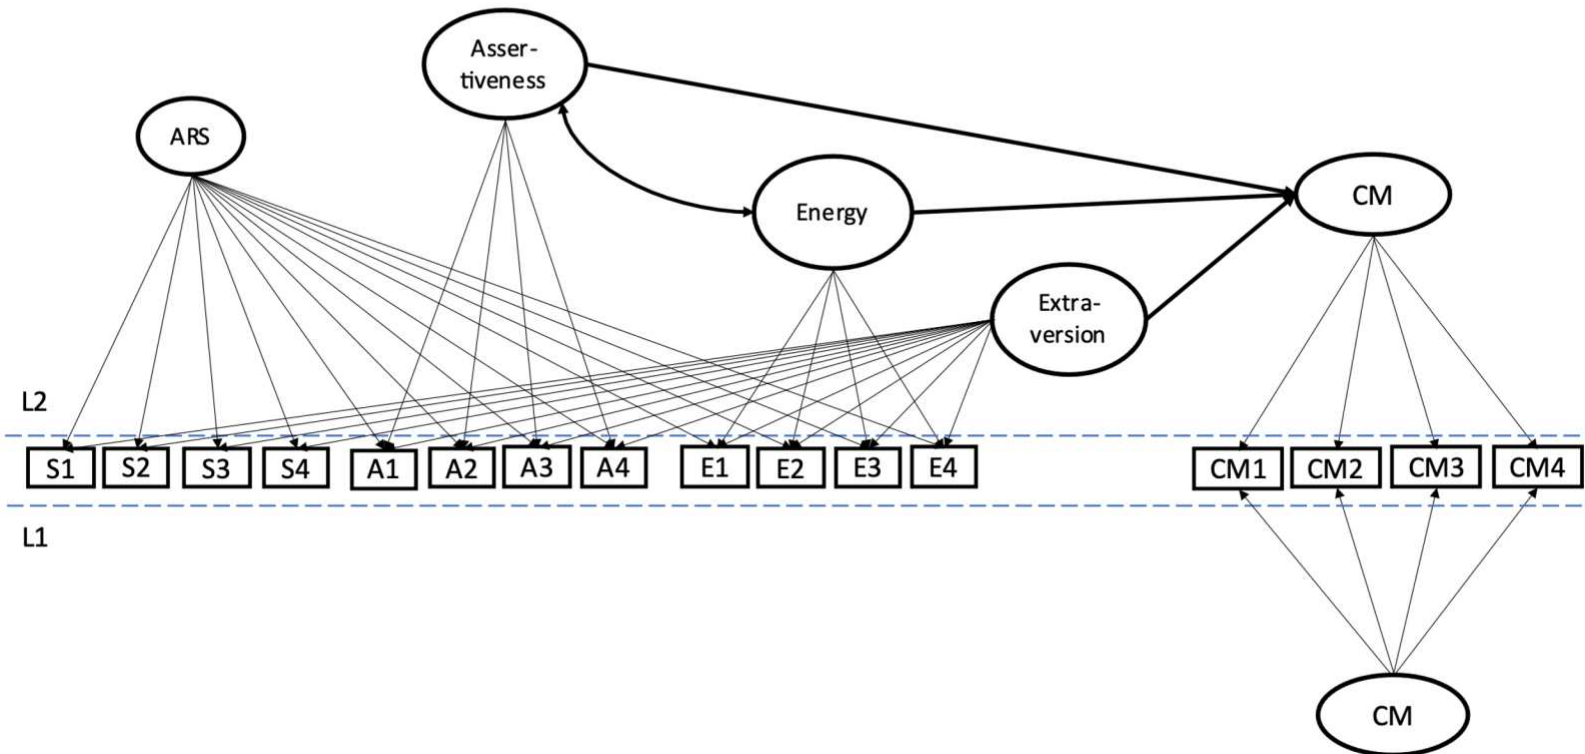 Asser-
tiveness
ARS
Energy
CM
Extra-
version
L2
S1 S2 S3 S4 A1 A2 A3 A4 E1 E2 E3 E4 CM1 CM2 CM3 CM4
L1
CM